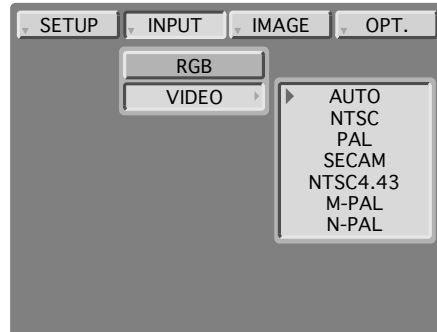 SETUP INPUT IMAGE OPT.
RGB
VIDEO
AUTO
NTSC
PAL
SECAM
NTSC4.43
M-PAL
N-PAL